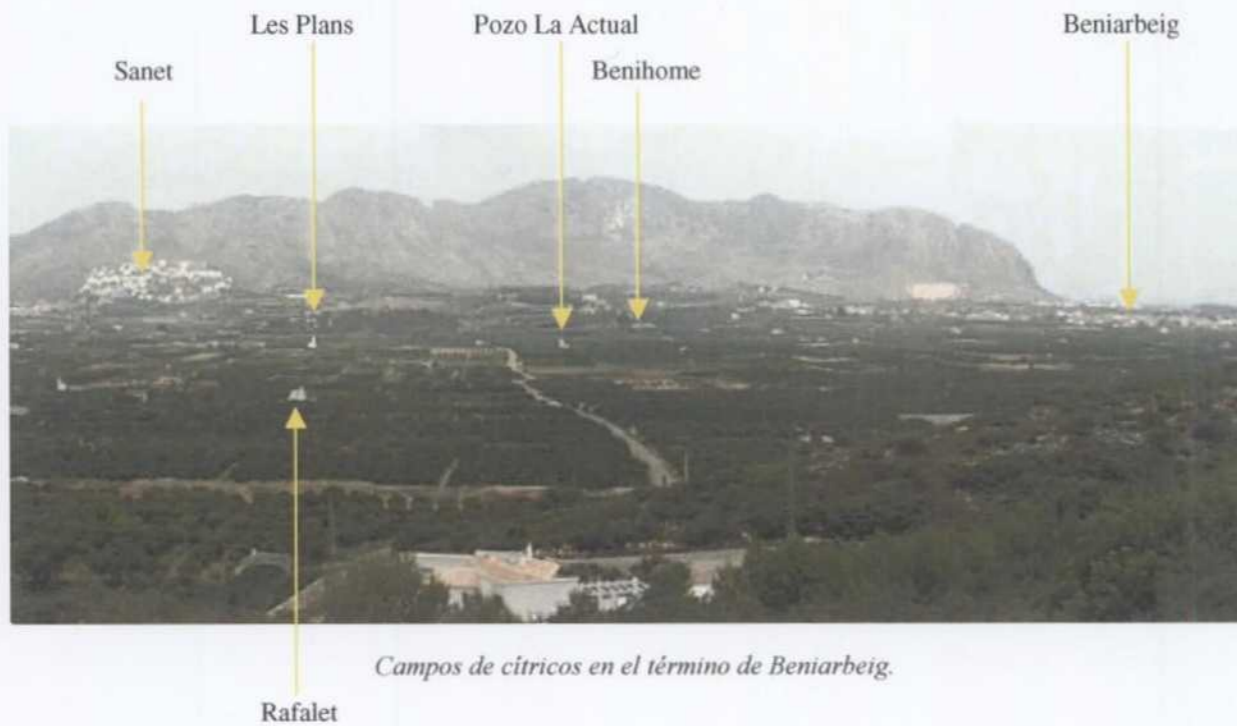 Les Plans
Pozo La Actual
Beniarbeig
Sanet
Benihome
Campos de cítricos en el término de Beniarbeig.
Rafalet